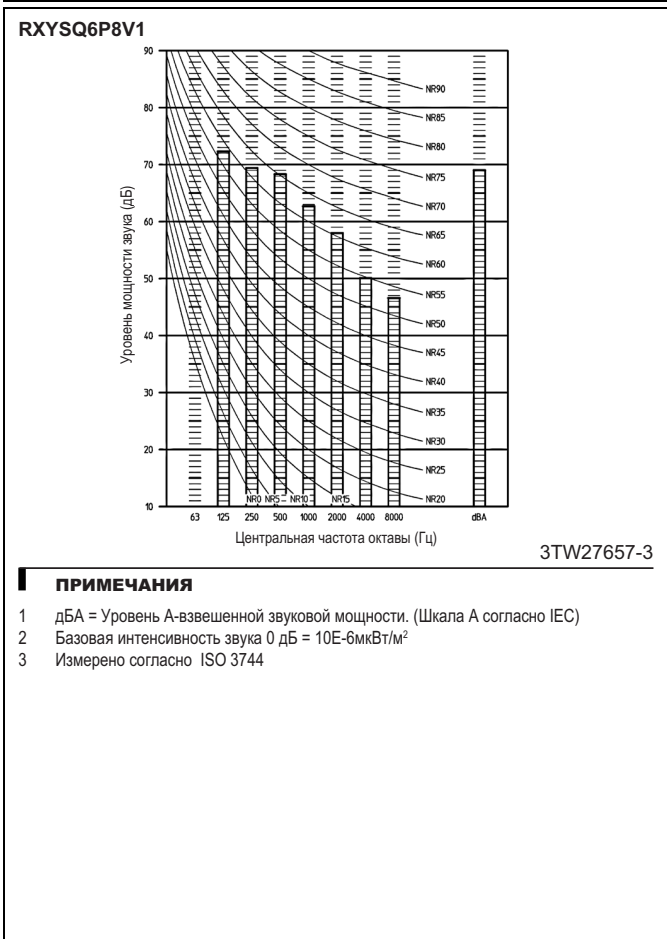 RXYSQ6P8V1
90
80
70
60
50
40
30
20
10
Уровень мощности звука (дБ)
NR90
NR85
NR80
NR75
NR70
NR65
NR60
NR55
NR50
NR45
NR40
NR35
NR30
NR25
NR20
NR0 NR5 NR10 NR15
63 125 250 500 1000 2000 4000 8000 dBA
Центральная частота октавы (Гц)
3TW27657-3
ПРИМЕЧАНИЯ
1 дБА = Уровень А-взвешенной звуковой мощности. (Шкала А согласно IEC)
2 Базовая интенсивность звука 0 дБ = 10E-6мкВт/м²
3 Измерено согласно ISO 3744